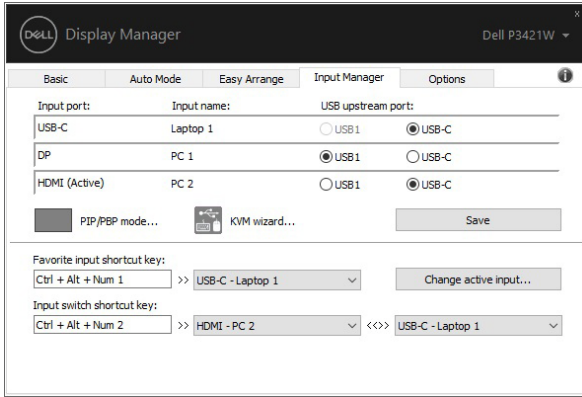 x
DELL Display Manager
Dell P3421W
Basic Auto Mode Easy Arrange Input Manager Options
Input port: Input name: USB upstream port:
USB-C Laptop 1 USB1 USB-C
DP PC 1 USB1 USB-C
HDMI (Active) PC 2 USB1 USB-C
PIP/PBP mode... KVM wizard... Save
Favorite input shortcut key:
Ctrl + Alt + Num 1 >> USB-C - Laptop 1 Change active input...
Input switch shortcut key:
Ctrl + Alt + Num 2 >> HDMI - PC 2 <<>> USB-C - Laptop 1